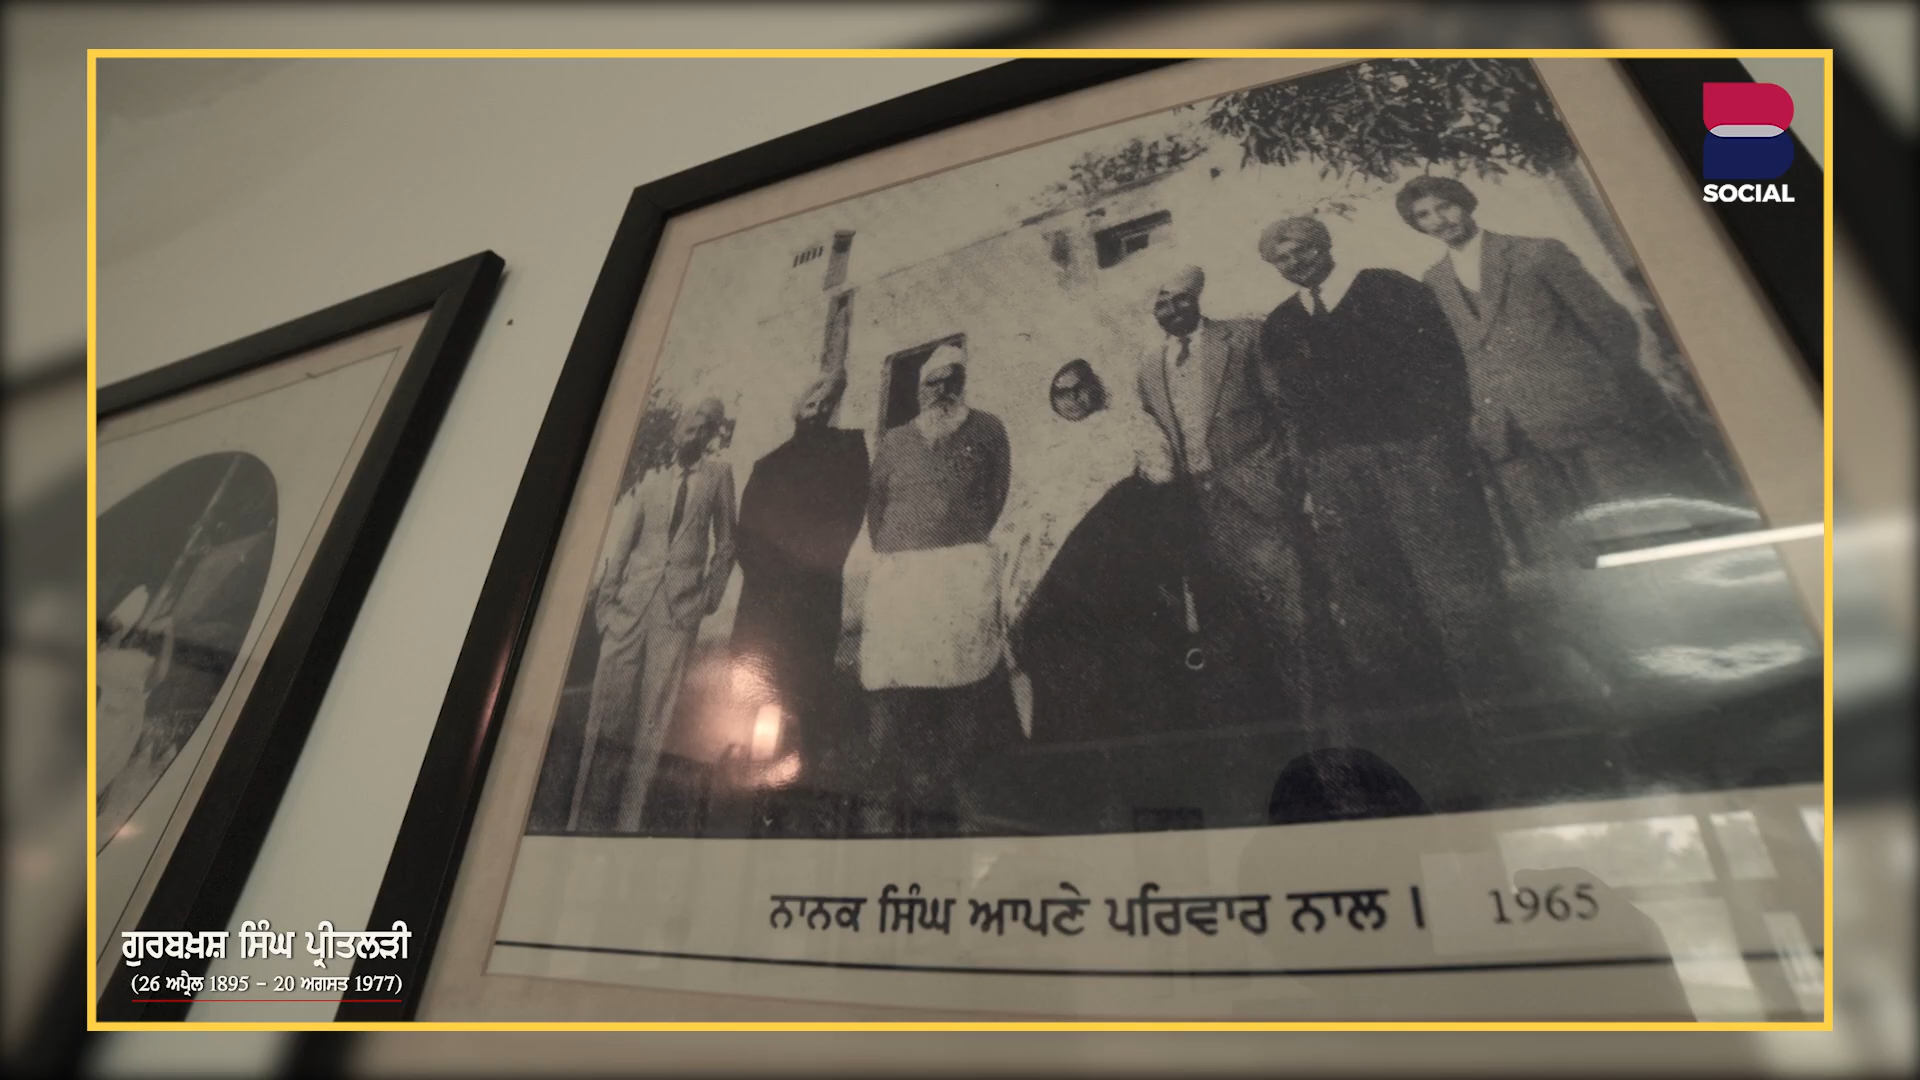 SOCIAL
ਨਾਨਕ ਸਿੰਘ ਆਪਣੇ ਪਰਿਵਾਰ ਨਾਲ। 1965
ਗੁਰਬਖ਼ਸ਼ ਸਿੰਘ ਪ੍ਰੀਤਲੜੀ
(26 ਅਪ੍ਰੈਲ 1895 – 20 ਅਗਸਤ 1977)